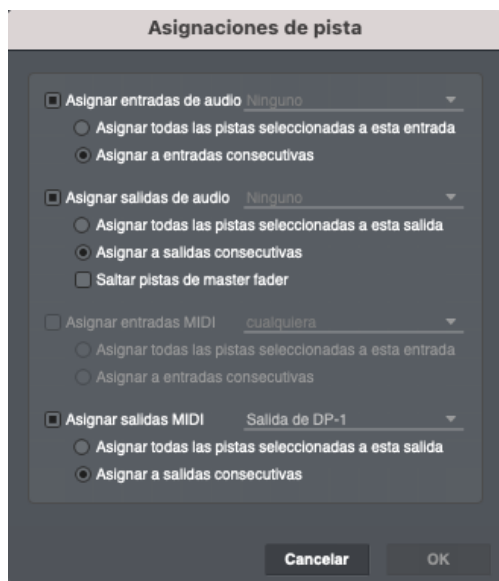 Asignaciones de pista
Asignar entradas de audio Ninguno
Asignar todas las pistas seleccionadas a esta entrada
Asignar a entradas consecutivas
Asignar salidas de audio Ninguno
Asignar todas las pistas seleccionadas a esta salida
Asignar a salidas consecutivas
Saltar pistas de master fader
Asignar entradas MIDI cualquiera
Asignar todas las pistas seleccionadas a esta entrada
Asignar a entradas consecutivas
Asignar salidas MIDI Salida de DP-1
Asignar todas las pistas seleccionadas a esta salida
Asignar a salidas consecutivas
Cancelar OK